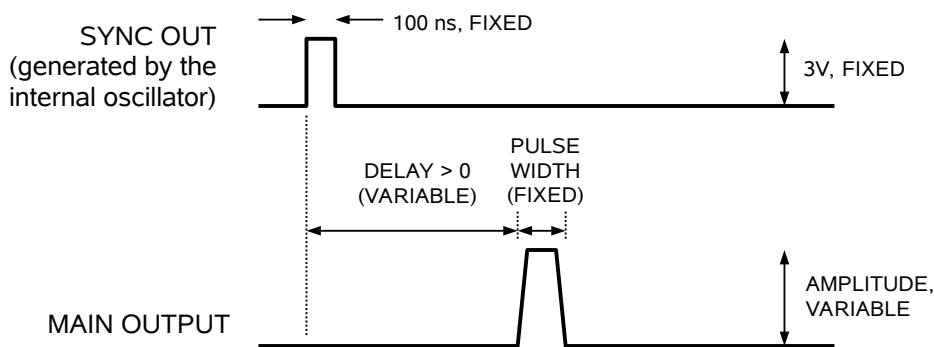 100 ns, FIXED
SYNC OUT
(generated by the
internal oscillator)
3V, FIXED
DELAY > 0
(VARIABLE)
PULSE
WIDTH
(FIXED)
AMPLITUDE,
VARIABLE
MAIN OUTPUT